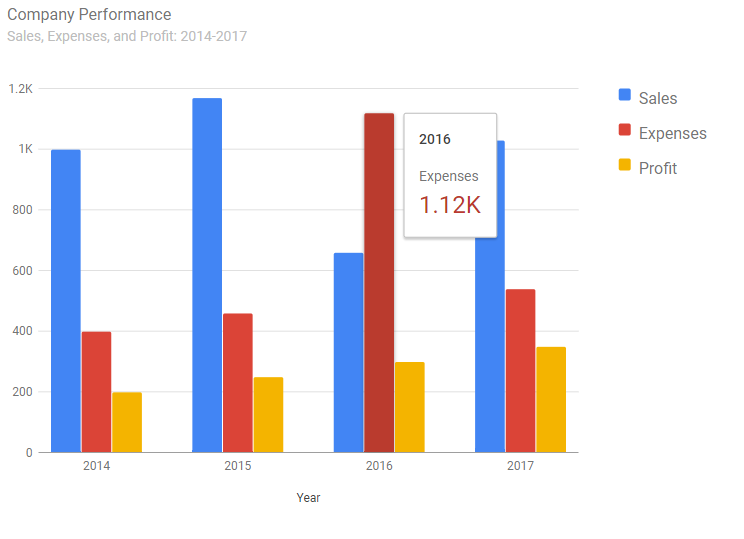 Company Performance
Sales, Expenses, and Profit: 2014-2017
1.2K
1K
800
600
400
200
0
2016
Expenses
1.12K
Sales
Expenses
Profit
2014
2015
2016
2017
Year